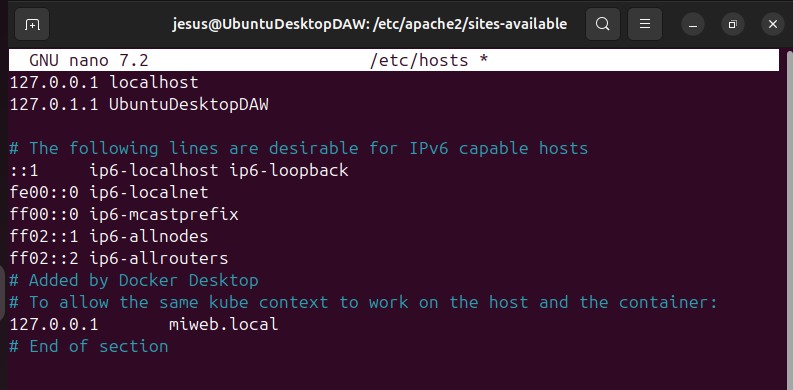 jesus@UbuntuDesktopDAW: /etc/apache2/sites-available
GNU nano 7.2 /etc/hosts *
127.0.0.1 localhost
127.0.1.1 UbuntuDesktopDAW
# The following lines are desirable for IPv6 capable hosts
::1     ip6-localhost ip6-loopback
fe00::0 ip6-localnet
ff00::0 ip6-mcastprefix
ff02::1 ip6-allnodes
ff02::2 ip6-allrouters
# Added by Docker Desktop
# To allow the same kube context to work on the host and the container:
127.0.0.1       miweb.local
# End of section